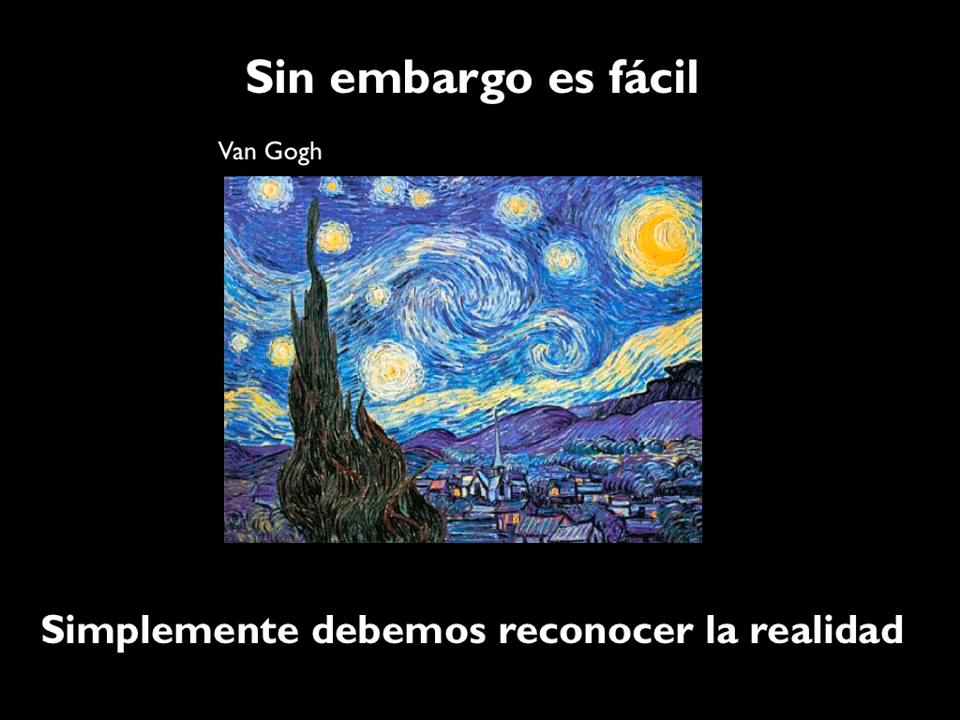 Sin embargo es fácil
Van Gogh
Simplemente debemos reconocer la realidad